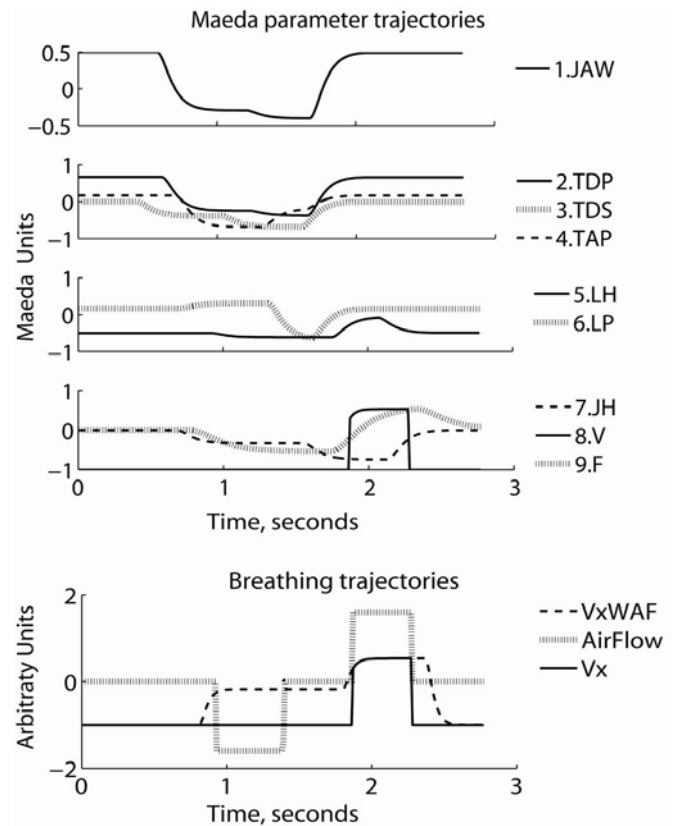 Maeda parameter trajectories
0.5
0
−0.5
1.JAW
1
0
−1
2.TDP
3.TDS
4.TAP
Maeda Units
1
0
−1
5.LH
6.LP
1
0
−1
7.JH
8.V
9.F
0 1 2 3
Time, seconds
Breathing trajectories
Arbitraty Units
2
0
−2
VxWAF
AirFlow
Vx
0 1 2 3
Time, seconds